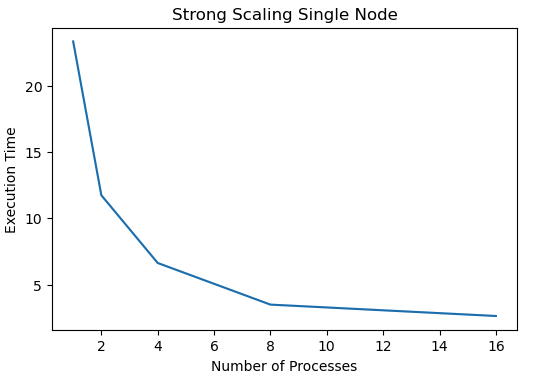 Strong Scaling Single Node
Execution Time
20
15
10
5
2 4 6 8 10 12 14 16
Number of Processes